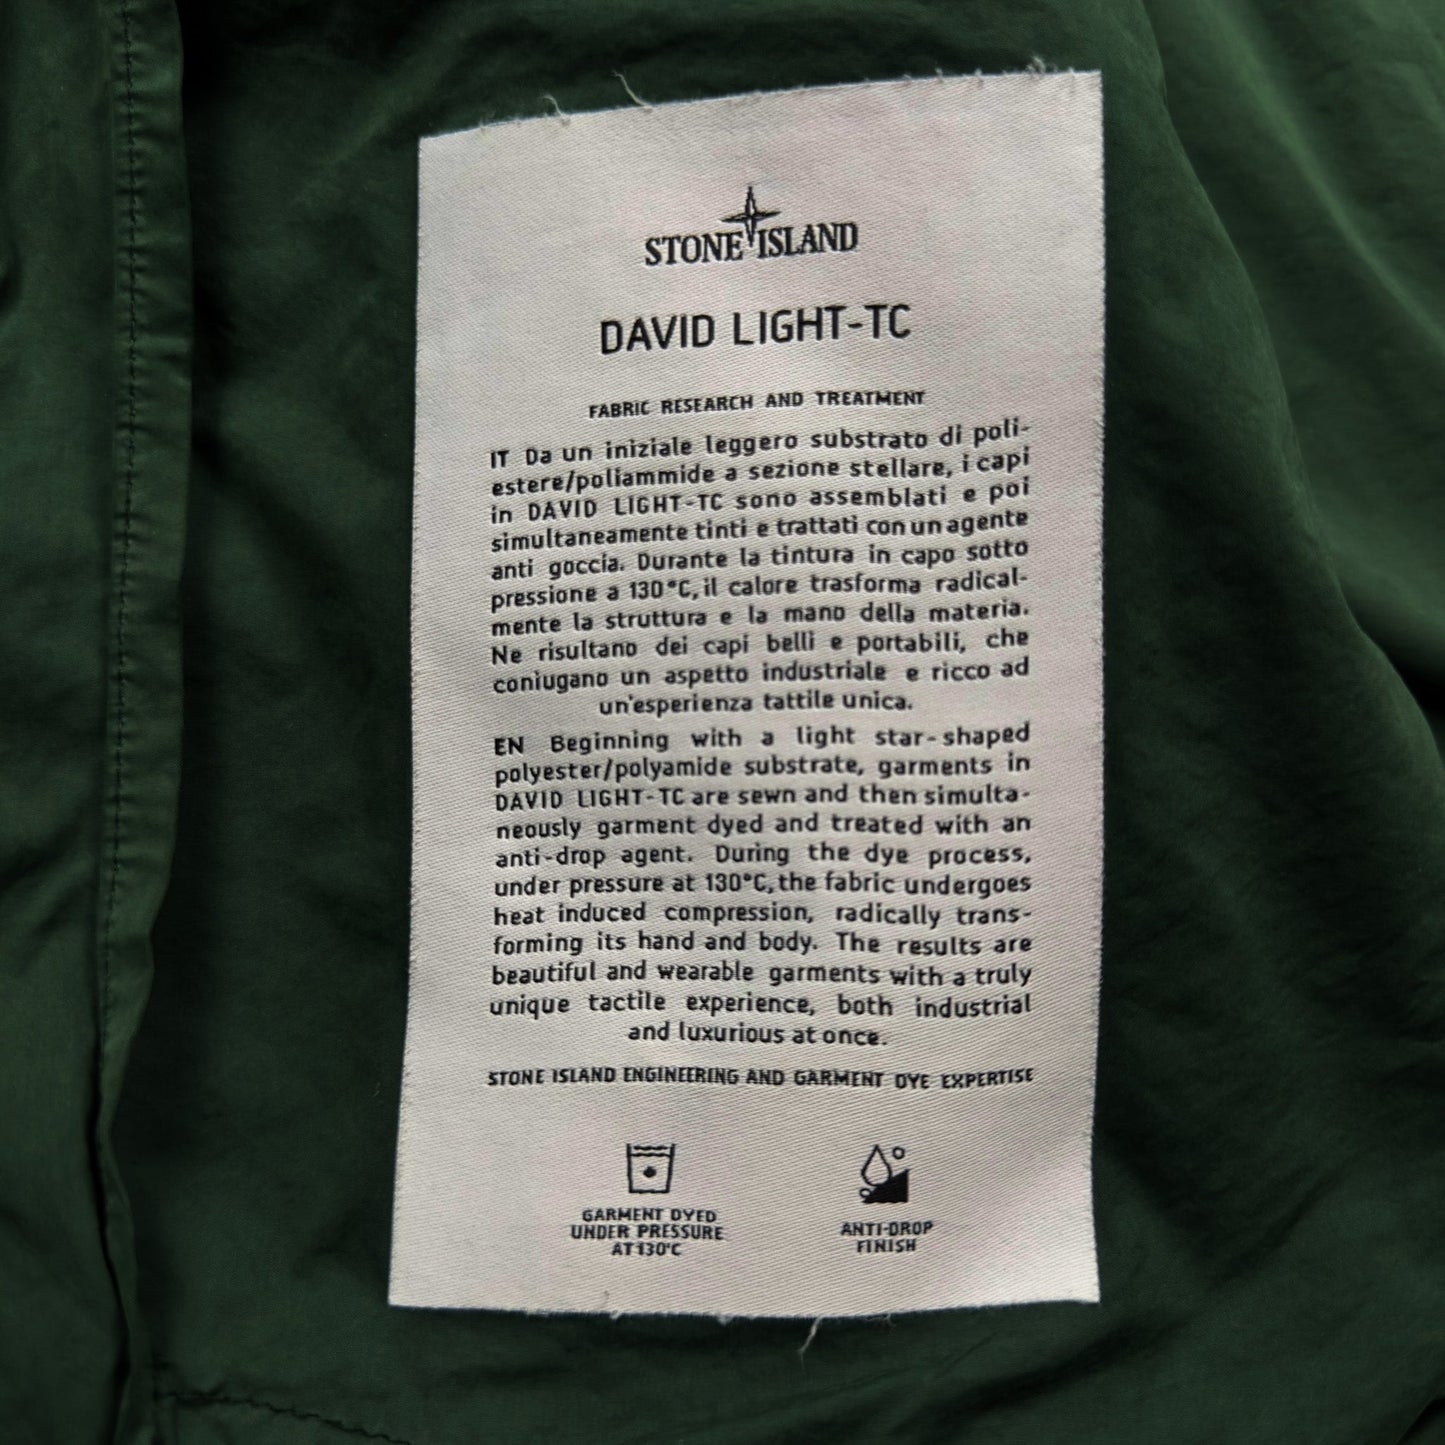 STONE ISLAND
DAVID LIGHT-TC
FABRIC RESEARCH AND TREATMENT
IT Da un iniziale leggero substrato di poli-
estere/poliammide a sezione stellare, i capi
in DAVID LIGHT-TC sono assemblati e poi
simultaneamente tinti e trattati con un agente
anti goccia. Durante la tintura in capo sotto
pressione a 130°C, il calore trasforma radical-
mente la struttura e la mano della materia.
Ne risultano dei capi belli e portabili, che
coniugano un aspetto industriale e ricco ad
un'esperienza tattile unica.
EN Beginning with a light star-shaped
polyester/polyamide substrate, garments in
DAVID LIGHT-TC are sewn and then simulta-
neously garment dyed and treated with an
anti-drop agent. During the dye process,
under pressure at 130°C, the fabric undergoes
heat induced compression, radically trans-
forming its hand and body. The results are
beautiful and wearable garments with a truly
unique tactile experience, both industrial
and luxurious at once.
STONE ISLAND ENGINEERING AND GARMENT DYE EXPERTISE
GARMENT DYED
UNDER PRESSURE
AT 130°C
ANTI-DROP
FINISH